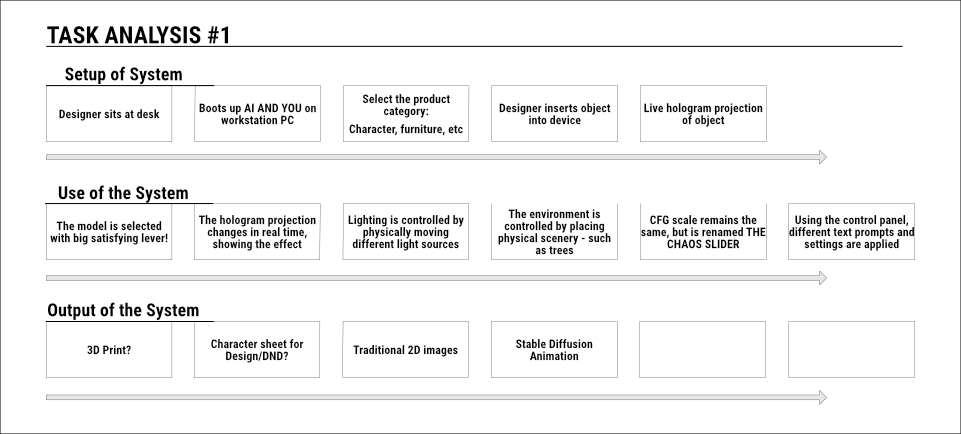 TASK ANALYSIS #1
Setup of System
Designer sits at desk
Boots up AI AND YOU on
workstation PC
Select the product
category:
Character, furniture, etc
Designer inserts object
into device
Live hologram projection
of object
Use of the System
The model is selected
with big satisfying lever!
The hologram projection
changes in real time,
showing the effect
Lighting is controlled by
physically moving
different light sources
The environment is
controlled by placing
physical scenery - such
as trees
CFG scale remains the
same, but is renamed THE
CHAOS SLIDER
Using the control panel,
different text prompts and
settings are applied
Output of the System
3D Print?
Character sheet for
Design/DND?
Traditional 2D images
Stable Diffusion
Animation